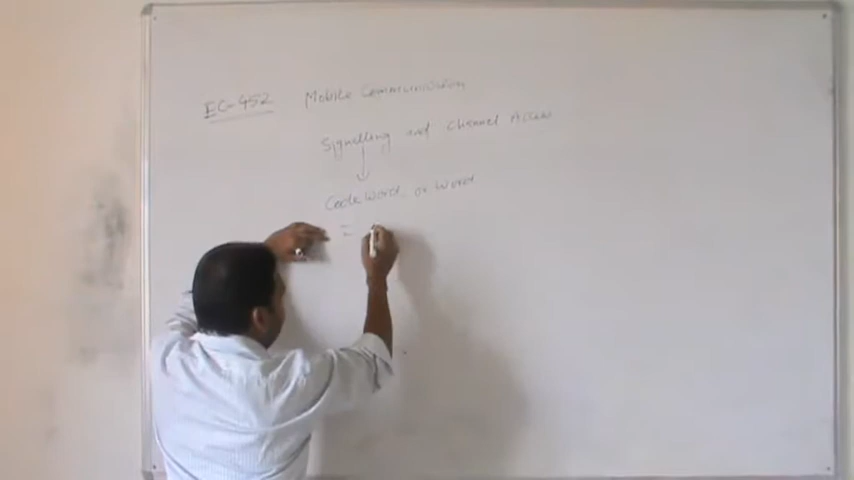 EC-452 Mobile Communication
Signalling and Channel Access
Code Word or Word
=